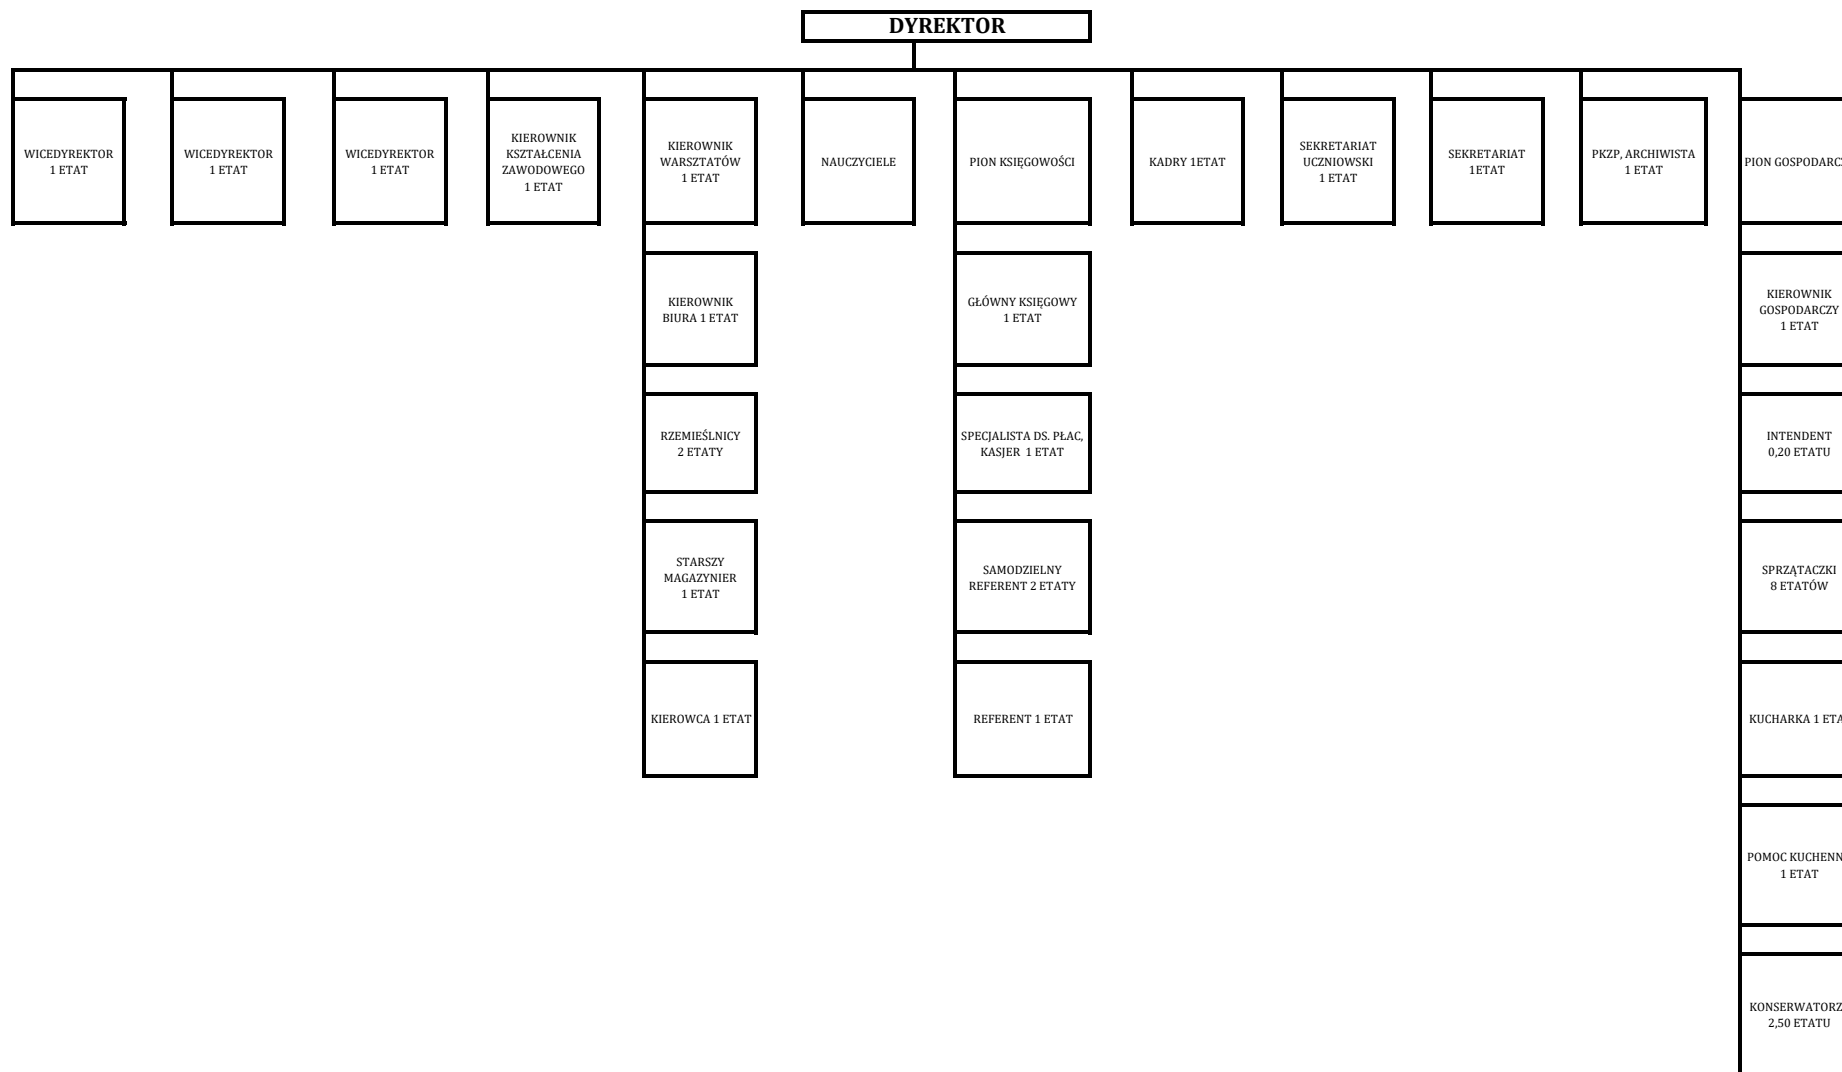 DYREKTOR
WICEDYREKTOR
1 ETAT
WICEDYREKTOR
1 ETAT
WICEDYREKTOR
1 ETAT
KIEROWNIK
KSZTAŁCENIA
ZAWODOWEGO
1 ETAT
KIEROWNIK
WARSZTATÓW
1 ETAT
NAUCZYCIELE
PION KSIĘGOWOŚCI
KADRY 1ETAT
SEKRETARIAT
UCZNIOWSKI
1 ETAT
SEKRETARIAT
1ETAT
PKZP, ARCHIWISTA
1 ETAT
PION
KIEROWNIK
BIURA 1 ETAT
GŁÓWNY KSIĘGOWY
1 ETAT
KIEROWNIK
GOSPODARCZY
1 ETAT
RZEMIEŚLNICY
2 ETATY
SPECJALISTA DS. PŁAC,
KASJER 1 ETAT
INTENDENT
0,20 ETATU
STARSZY
MAGAZYNIER
1 ETAT
SAMODZIELNY
REFERENT 2 ETATY
SPRZĄTACZKI
8 ETATÓW
KIEROWCA 1 ETAT
REFERENT 1 ETAT
KUCHARKA 1
POMOC
1 ETAT
2,50 ETATU